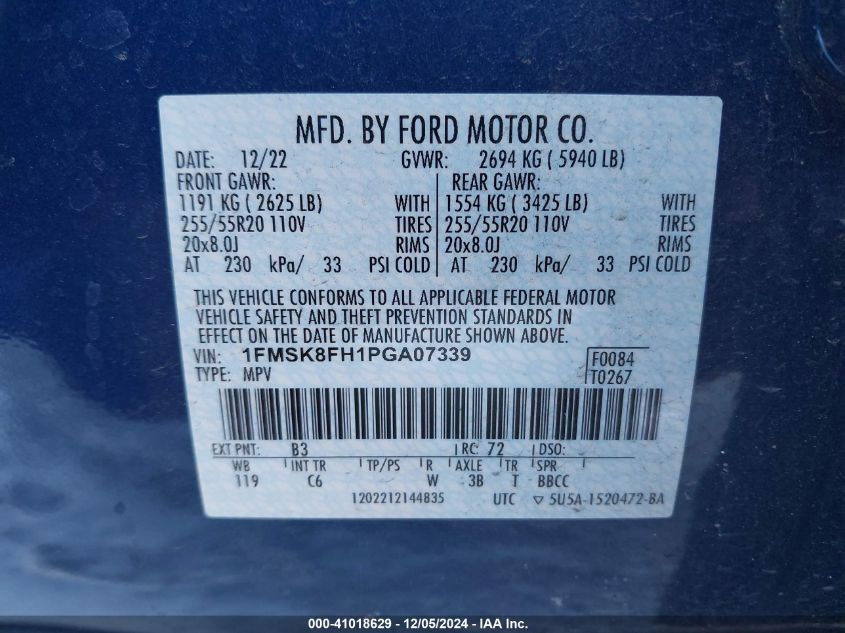 MFD. BY FORD MOTOR CO.
DATE: 12/22 GVWR: 2694 KG ( 5940 LB)
FRONT GAWR: REAR GAWR:
1191 KG ( 2625 LB) WITH 1554 KG ( 3425 LB) WITH
255/55R20 110V TIRES 255/55R20 110V TIRES
20x8.0J RIMS 20x8.0J RIMS
AT 230 kPa/ 33 PSI COLD AT 230 kPa/ 33 PSI COLD
THIS VEHICLE CONFORMS TO ALL APPLICABLE FEDERAL MOTOR
VEHICLE SAFETY AND THEFT PREVENTION STANDARDS IN
EFFECT ON THE DATE OF MANUFACTURE SHOWN ABOVE.
VIN: 1FMSK8FH1PGA07339 F0084
TYPE: MPV T0267
EXT PNT: B3 RC: 72 DSO:
WB INT TR TP/PS R AXLE TR SPR
119 C6 W 3B T BBCC
1202212144835 UTC ▽ 5U5A-1520472-BA
000-41018629 - 12/05/2024 - IAA Inc.